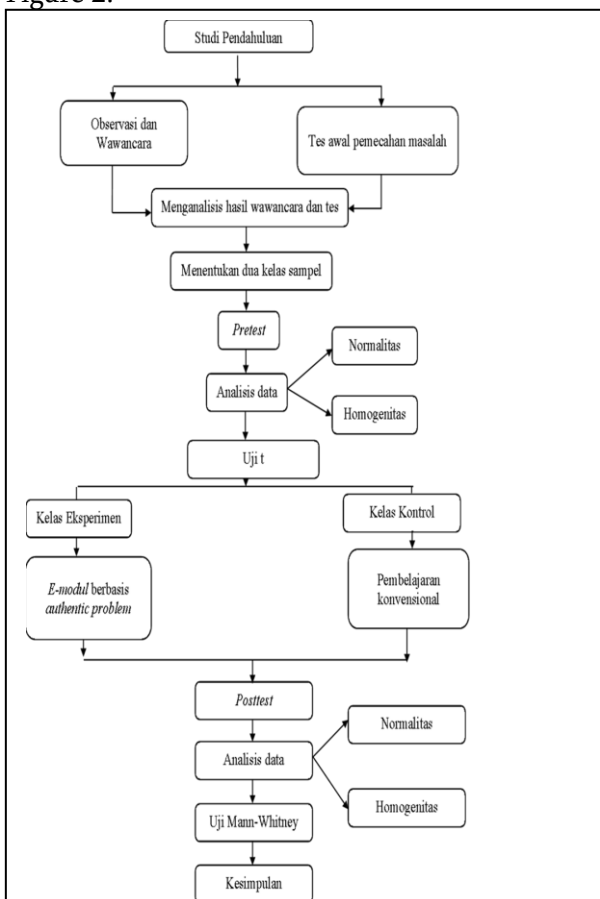 Figure 2.
Studi Pendahuluan
Observasi dan
Wawancara
Tes awal pemecahan masalah
Menganalisis hasil wawancara dan tes
Menentukan dua kelas sampel
Pretest
Normalitas
Analisis data
Homogenitas
Uji t
Kelas Eksperimen
Kelas Kontrol
E-modul berbasis
authentic problem
Pembelajaran
konvensional
Posttest
Normalitas
Analisis data
Homogenitas
Uji Mann-Whitney
Kesimpulan